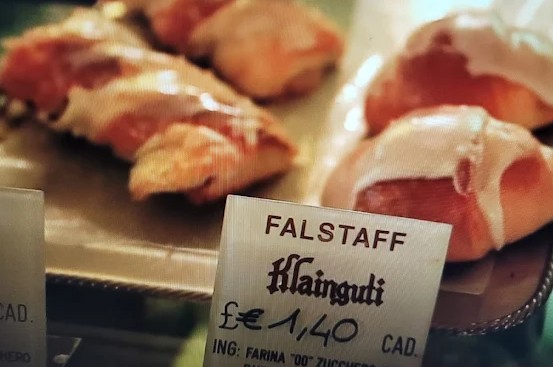 FALSTAFF
Klainguti
£€ 1,40 CAD.
ING: FARINA "00" ZUCCHERO
CAD.